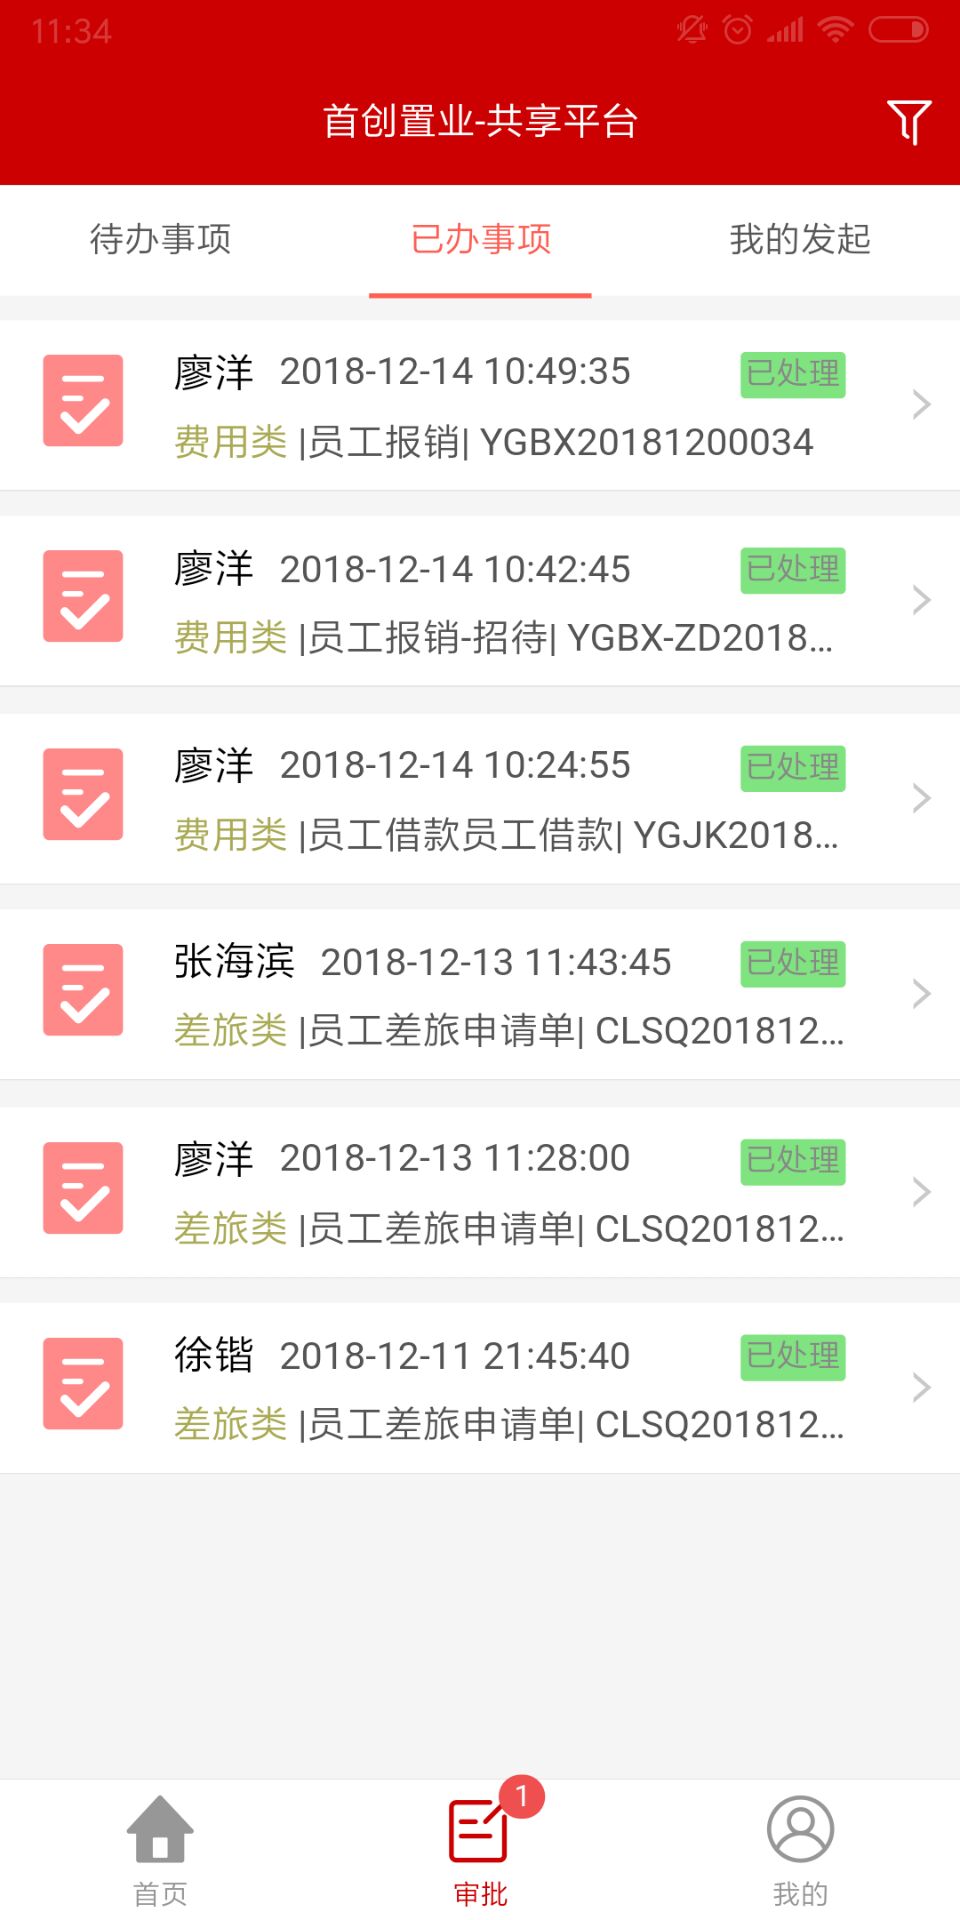 11:34
首创置业-共享平台
待办事项 已办事项 我的发起
廖洋 2018-12-14 10:49:35 已处理
费用类 |员工报销| YGBX20181200034
廖洋 2018-12-14 10:42:45 已处理
费用类 |员工报销-招待| YGBX-ZD2018...
廖洋 2018-12-14 10:24:55 已处理
费用类 |员工借款员工借款| YGJK2018...
张海滨 2018-12-13 11:43:45 已处理
差旅类 |员工差旅申请单| CLSQ201812...
廖洋 2018-12-13 11:28:00 已处理
差旅类 |员工差旅申请单| CLSQ201812...
徐锴 2018-12-11 21:45:40 已处理
差旅类 |员工差旅申请单| CLSQ201812...
1
首页 审批 我的